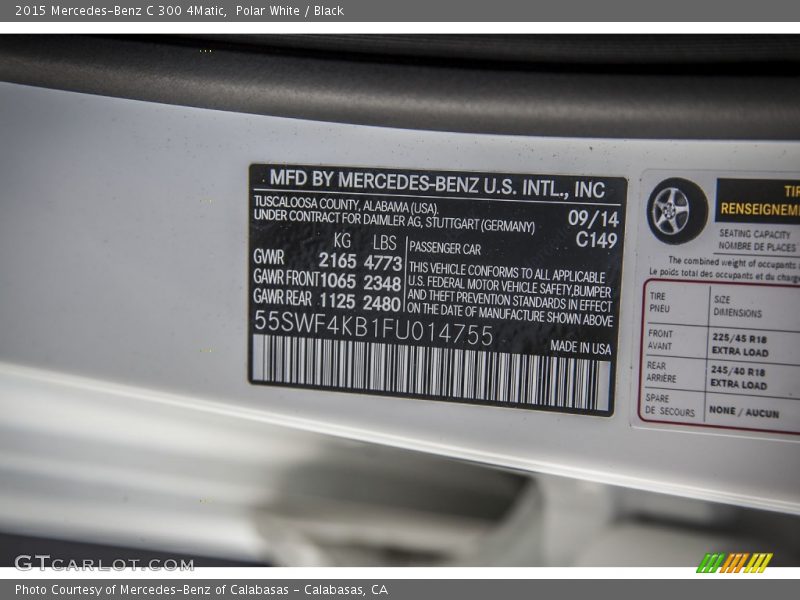 2015 Mercedes-Benz C 300 4Matic,  Polar White / Black
MFD BY MERCEDES-BENZ U.S. INTL., INC
TUSCALOOSA COUNTY, ALABAMA (USA).
UNDER CONTRACT FOR DAIMLER AG, STUTTGART (GERMANY)
09/14
C149
KG LBS
GWR 2165 4773
GAWR FRONT 1065 2348
GAWR REAR 1125 2480
PASSENGER CAR
THIS VEHICLE CONFORMS TO ALL APPLICABLE
U.S. FEDERAL MOTOR VEHICLE SAFETY,BUMPER
AND THEFT PREVENTION STANDARDS IN EFFECT
ON THE DATE OF MANUFACTURE SHOWN ABOVE
55SWF4KB1FU014755
MADE IN USA
TIR
RENSEIGNEM
SEATING CAPACITY
NOMBRE DE PLACES
The combined weight of occupants
Le poids total des occupants et du charg
TIRE
PNEU
SIZE
DIMENSIONS
FRONT
AVANT
225/45 R18
EXTRA LOAD
REAR
ARRIÈRE
245/40 R18
EXTRA LOAD
SPARE
DE SECOURS
NONE / AUCUN
GTCARLOT.COM
Photo Courtesy of Mercedes-Benz of Calabasas - Calabasas, CA